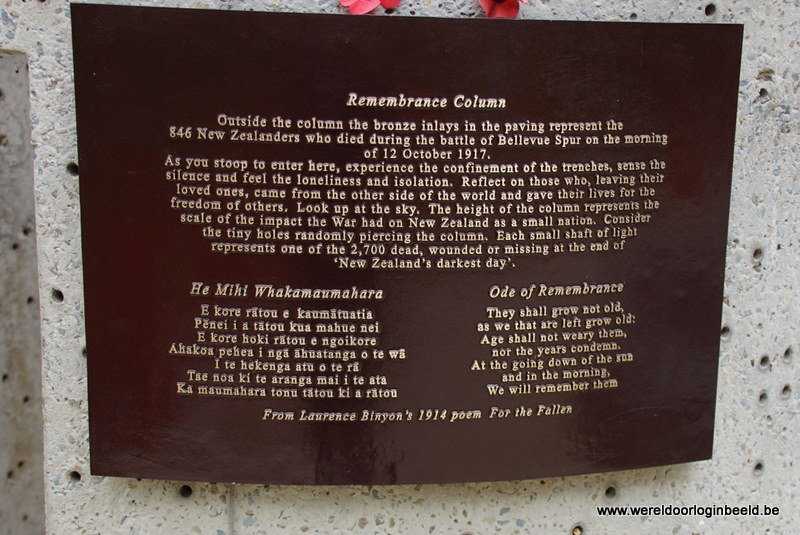 Remembrance Column
Outside the column the bronze inlays in the paving represent the
846 New Zealanders who died during the battle of Bellevue Spur on the morning
of 12 October 1917.
As you stoop to enter here, experience the confinement of the trenches, sense the
silence and feel the loneliness and isolation. Reflect on those who, leaving their
loved ones, came from the other side of the world and gave their lives for the
freedom of others. Look up at the sky. The height of the column represents the
scale of the impact the War had on New Zealand as a small nation. Consider
the tiny holes randomly piercing the column. Each small shaft of light
represents one of the 2,700 dead, wounded or missing at the end of
'New Zealand's darkest day'.
He Mihi Whakamaumahara
E kore rātou e kaumātuatia
Pēnei i a tātou kua mahue nei
E kore hoki rātou e ngoikore
Ahakoa pehea i ngā āhuatanga o te wā
I te hekenga atu o te rā
Tae noa ki te aranga mai i te ata
Ka maumahara tonu tātou ki a rātou
Ode of Remembrance
They shall grow not old,
as we that are left grow old:
Age shall not weary them,
nor the years condemn.
At the going down of the sun
and in the morning,
We will remember them
From Laurence Binyon's 1914 poem For the Fallen
www.wereldoorloginbeeld.be